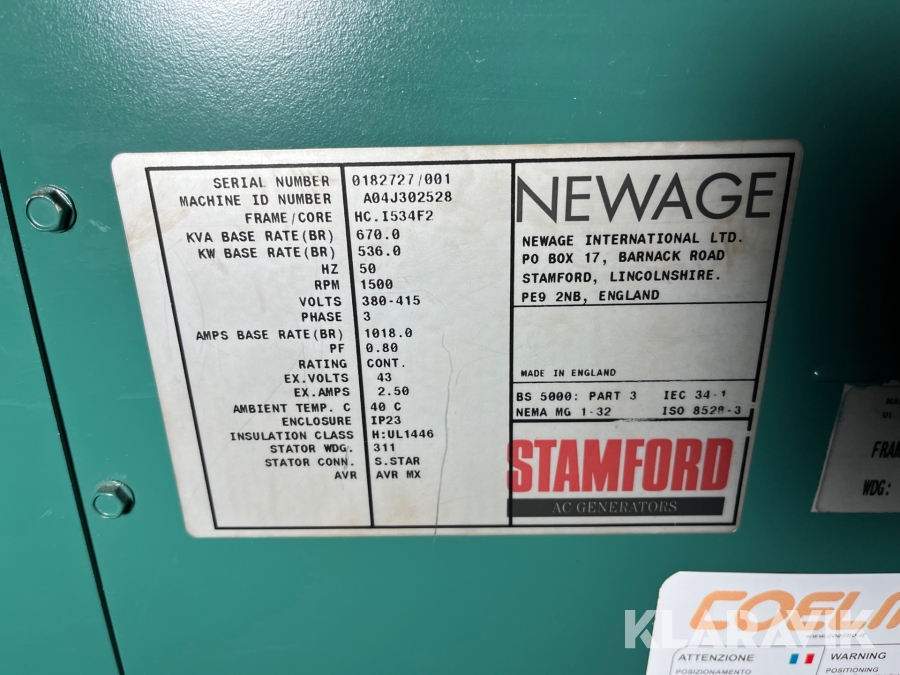 SERIAL NUMBER 0182727/001
MACHINE ID NUMBER A04J302528
FRAME/CORE HC.I534F2
KVA BASE RATE(BR) 670.0
KW BASE RATE(BR) 536.0
HZ 50
RPM 1500
VOLTS 380-415
PHASE 3
AMPS BASE RATE(BR) 1018.0
PF 0.80
RATING CONT.
EX.VOLTS 43
EX.AMPS 2.50
AMBIENT TEMP. C 40 C
ENCLOSURE IP23
INSULATION CLASS H:UL1446
STATOR WDG. 311
STATOR CONN. S.STAR
AVR AVR MX
NEWAGE
NEWAGE INTERNATIONAL LTD.
PO BOX 17, BARNACK ROAD
STAMFORD, LINCOLNSHIRE.
PE9 2NB, ENGLAND
MADE IN ENGLAND
BS 5000: PART 3 IEC 34-1
NEMA MG 1-32 ISO 8528-3
STAMFORD
AC GENERATORS
WDG:
KLARAVIK
ATTENZIONE
POSIZIONAMENTO
WARNING
POSITIONING